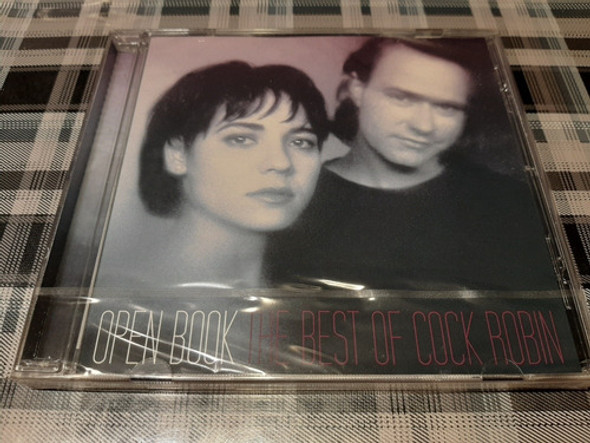 OPEN BOOK THE BEST OF COCK ROBIN